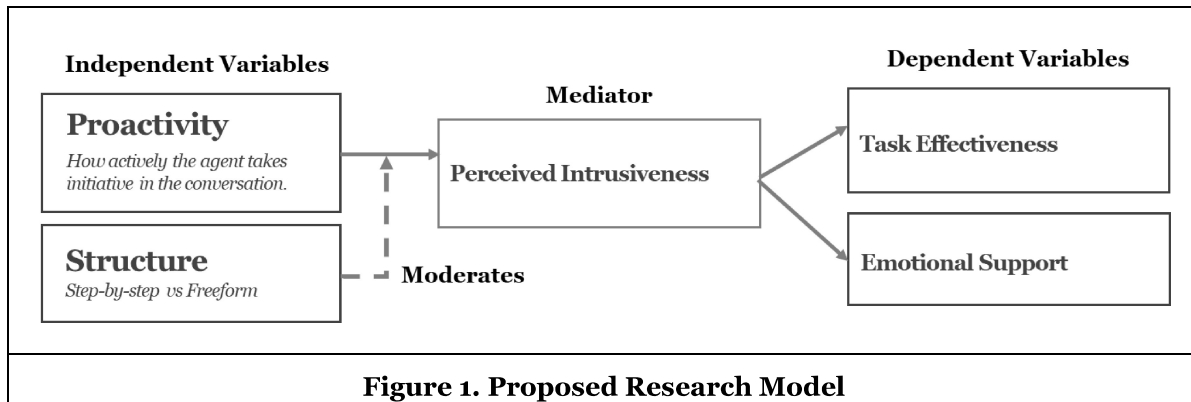 Independent Variables
Proactivity
How actively the agent takes
initiative in the conversation.
Structure
Step-by-step vs Freeform
Moderates
Mediator
Perceived Intrusiveness
Dependent Variables
Task Effectiveness
Emotional Support
Figure 1. Proposed Research Model